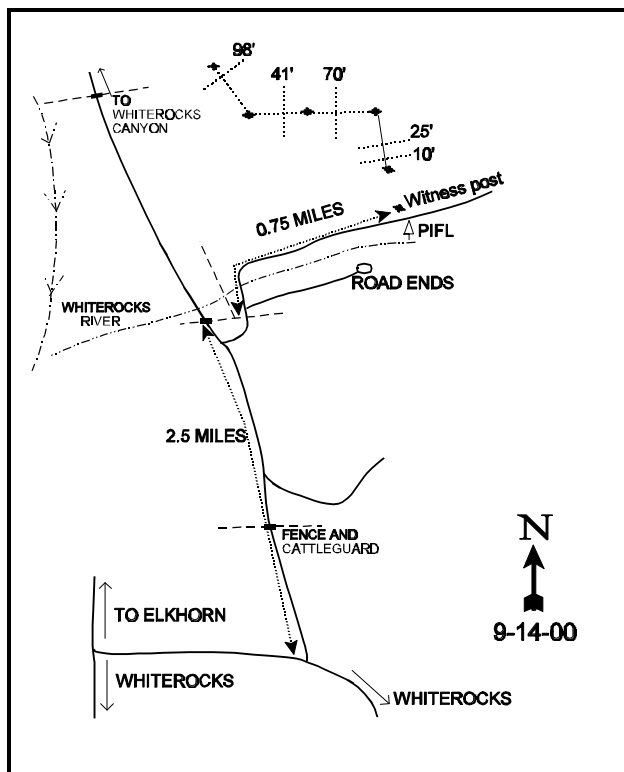 98'
41'
70'
25'
10'
TO
WHITEROCKS
CANYON
Witness post
0.75 MILES
PIFL
ROAD ENDS
WHITEROCKS
RIVER
2.5 MILES
FENCE AND
CATTLEGUARD
N
9-14-00
TO ELKHORN
WHITEROCKS
WHITEROCKS